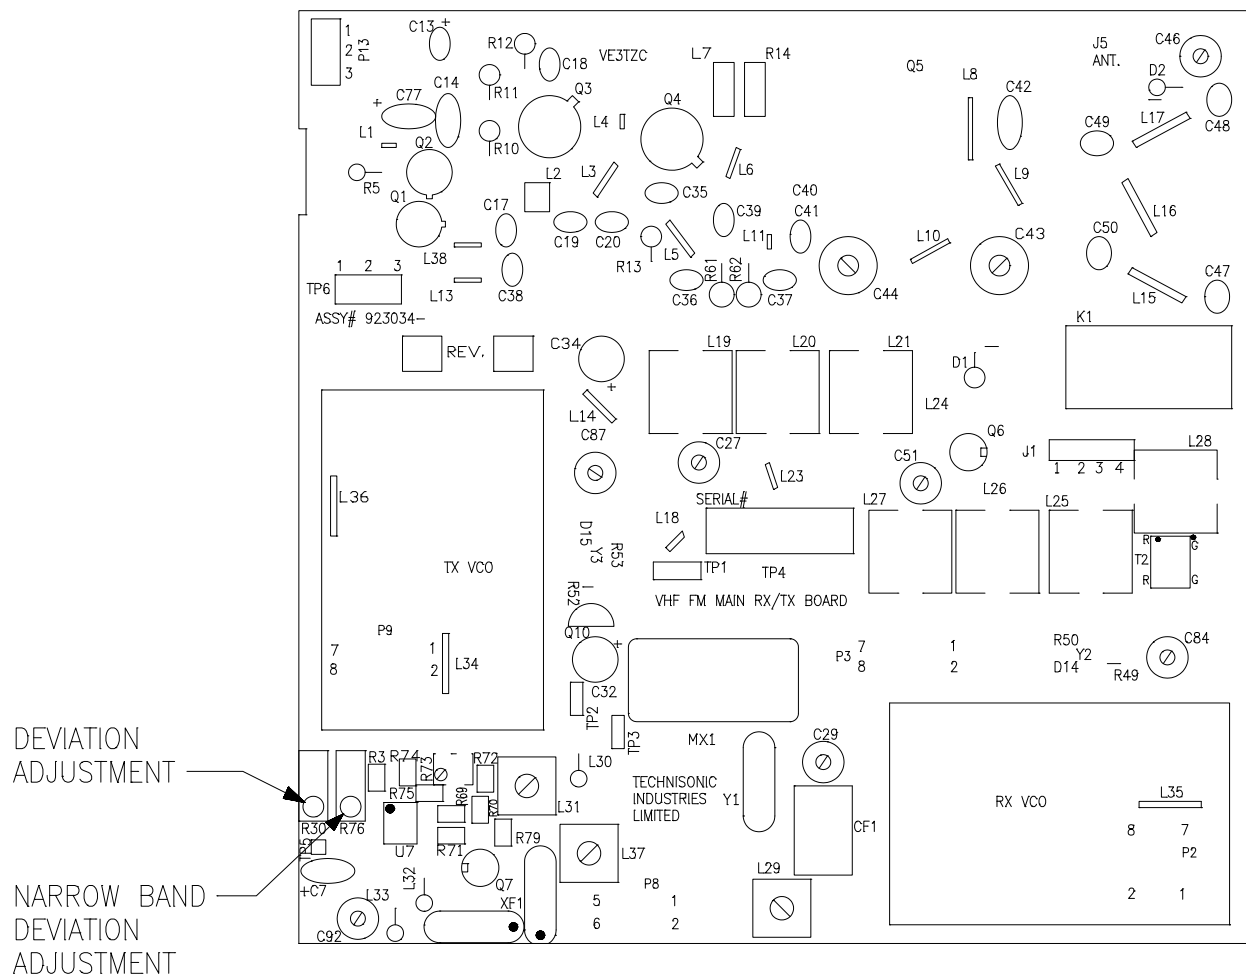 1
2
3
P13
C13
+
R12
C18
VE3TZC
L7
R14
Q5
L8
J5
ANT.
C46
D2
R11
Q3
C77
C14
+
L4
Q4
C42
C49
L17
C48
L1
Q2
R10
R5
L2
L3
L6
L9
C35
Q1
C17
C19
C20
C39
C40
C41
L16
L11
L10
C43
C50
L38
R13
L5
R61
R62
1
2
3
TP6
L13
C38
C36
C37
C44
L15
C47
ASSY# 923034-
REV.
C34
+
L19
L20
L21
D1
K1
L14
L24
C87
C27
C51
Q6
J1
1
2
3
4
L28
L36
L23
SERIAL#
L27
L26
L25
L18
D15
Y3
R53
TX VCO
TP1
TP4
R
G
T2
R
G
R52
VHF FM MAIN RX/TX BOARD
P9
Q10
+
7
8
1
2
L34
C32
P3
7
8
1
2
R50
Y2
D14
R49
C84
TP2
TP3
MX1
C29
DEVIATION
ADJUSTMENT
R3
R74
R73
R72
L30
R75
R69
R70
L31
TECHNISONIC
INDUSTRIES
LIMITED
Y1
CF1
RX VCO
L35
R30
R76
U7
R71
R79
L37
8
7
P2
TP5
+C7
L32
Q7
P8
L29
NARROW BAND
DEVIATION
ADJUSTMENT
L33
C92
XF1
5
6
1
2
2
1